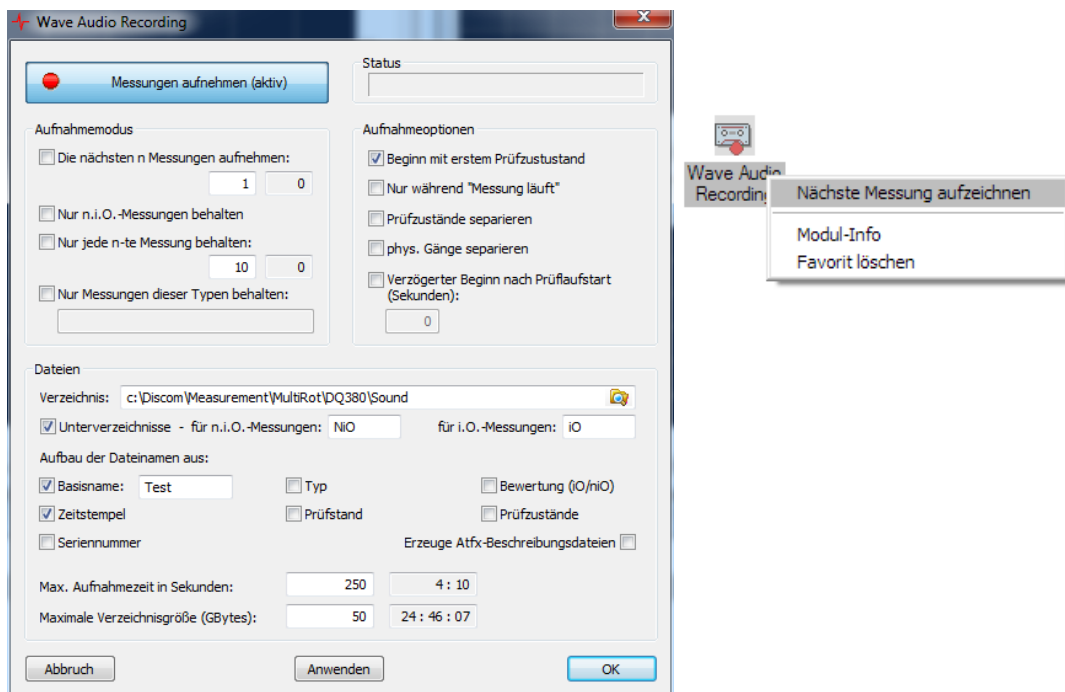 Wave Audio Recording
x
Messungen aufnehmen (aktiv)
Status
Aufnahmemodus
Die nächsten n Messungen aufnehmen:
1 0
Nur n.i.O.-Messungen behalten
Nur jede n-te Messung behalten:
10 0
Nur Messungen dieser Typen behalten:
Aufnahmeoptionen
Beginn mit erstem Prüfzustustand
Nur während "Messung läuft"
Prüfzustände separieren
phys. Gänge separieren
Verzögerter Beginn nach Prüflaufstart
(Sekunden):
0
Dateien
Verzeichnis: c:\Discom\Measurement\MultiRot\DQ380\Sound
Unterverzeichnisse - für n.i.O.-Messungen: NiO für i.O.-Messungen: iO
Aufbau der Dateinamen aus:
Basisname: Test Typ Bewertung (iO/niO)
Zeitstempel Prüfstand Prüfzustände
Seriennummer Erzeuge Atfx-Beschreibungsdateien
Max. Aufnahmezeit in Sekunden: 250 4 : 10
Maximale Verzeichnisgröße (GBytes): 50 24 : 46 : 07
Abbruch Anwenden OK
Wave Audio
Recording
Nächste Messung aufzeichnen
Modul-Info
Favorit löschen